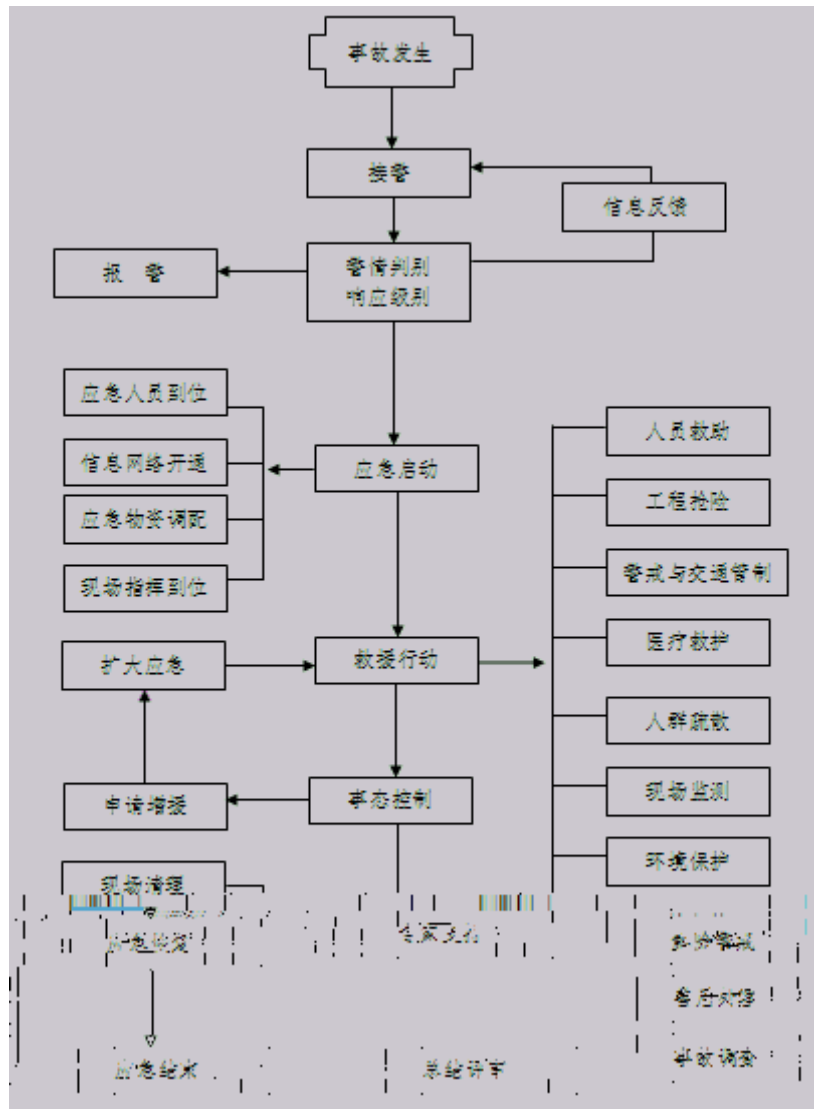 事故发生
接警
信息反馈
报 警
警情判别
响应级别
应急人员到位
人员救助
信息网络开通
应急启动
工程抢险
应急物资调配
警戒与交通管制
现场指挥到位
医疗救护
扩大应急
救援行动
人群疏散
申请增援
事态控制
现场监测
现场清理
环境保护
应急恢复
专家支持
解除警戒
善后处理
应急结束
总结评审
事故调查